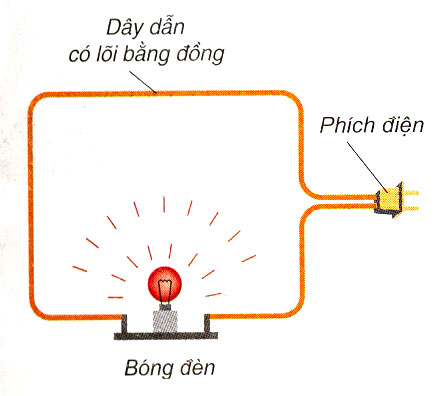 Dây dẫn
có lõi bằng đồng
Phích điện
Bóng đèn